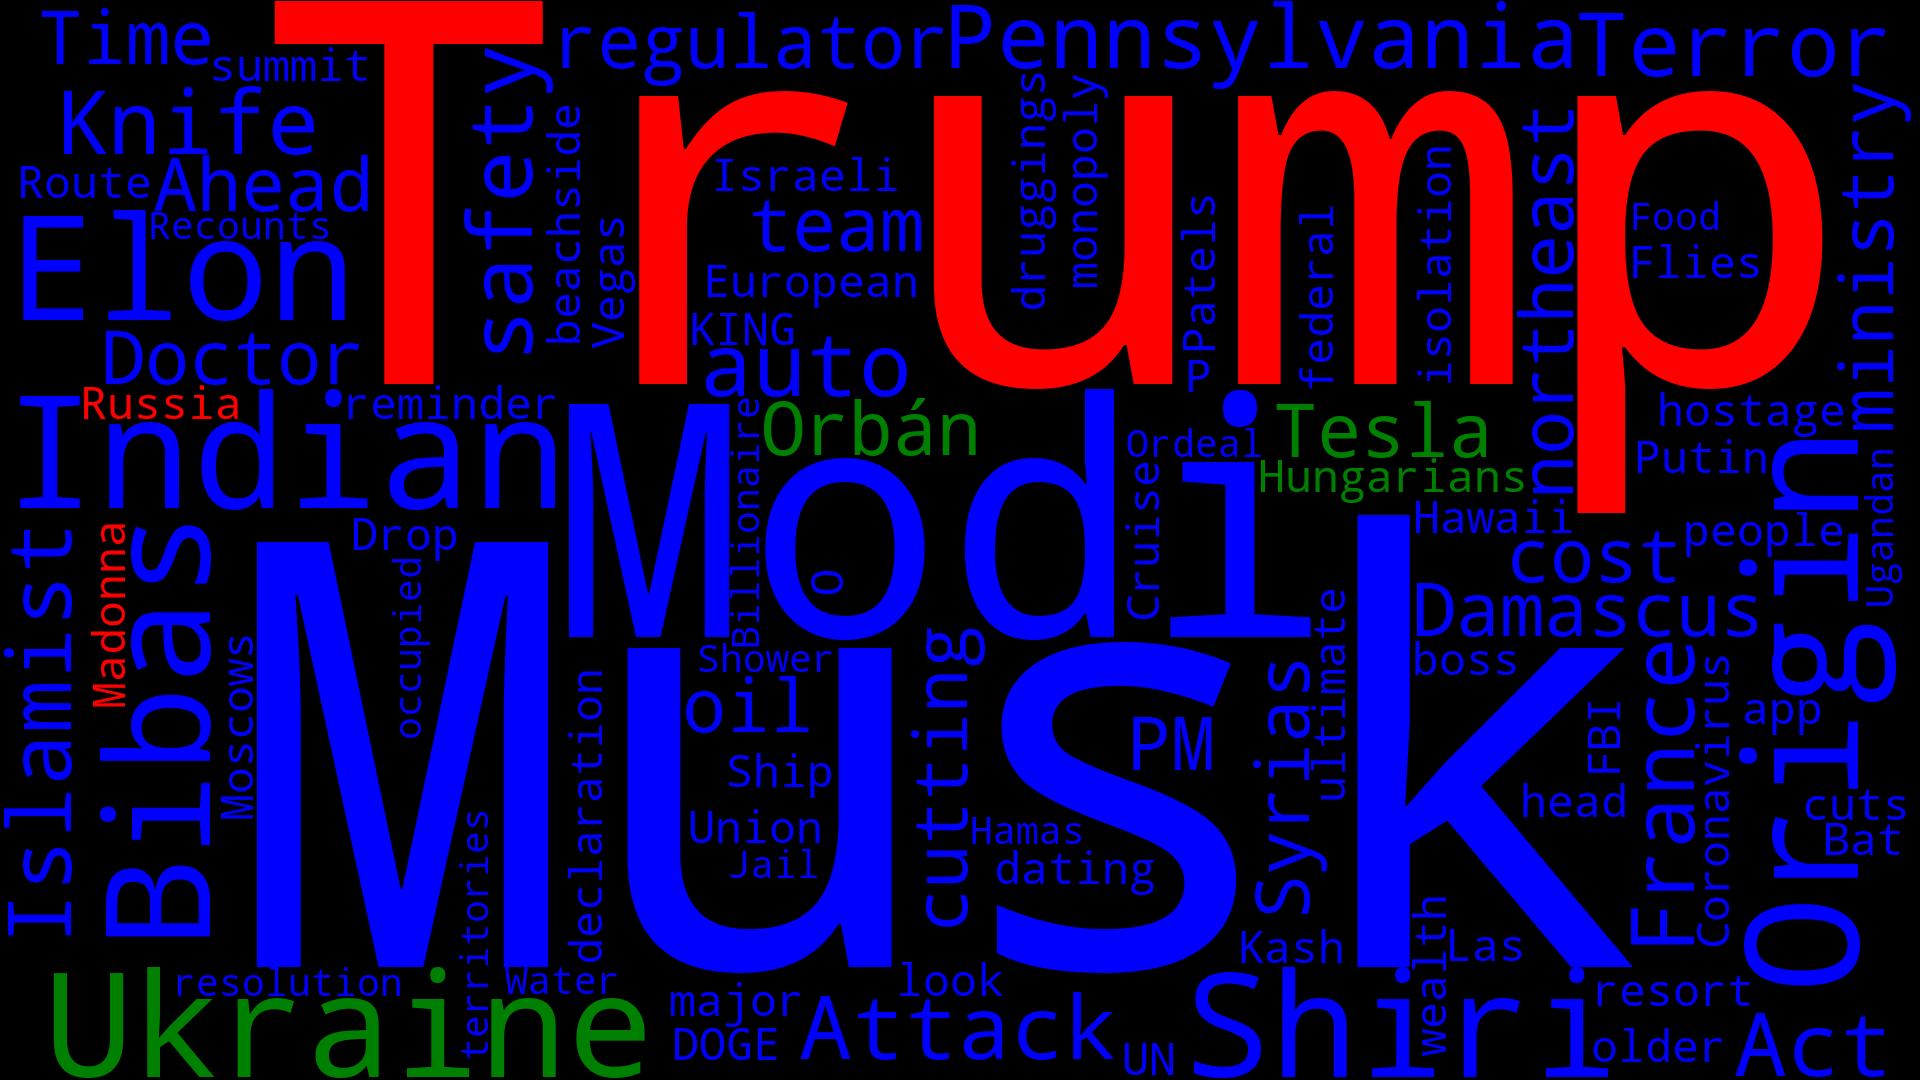 Time
summit
Trump
regulator
Pennsylvania
Terror
Knife
safety
beachside
Vegas
Israeli
team
European
KING
auto
druggings
monopoly
Patels
P
federal
isolation
northeast
Food
Flies
ministry
Route
Ahead
Recounts
Elon
Doctor
Russia
reminder
Indian
Modi
Billionaire
Orbán
O
Ordeal
Cruise
Tesla
Hungarians
Hawaii
hostage
Putin
people
Ugandan
Origin
cost
Damascus
boss
Islamist
Madonna
Bibas
Moscows
Drop
occupied
Musk
territories
declaration
Shower
oil
Ship
Union
Jail
cutting
PM
Hamas
dating
Syrias
ultimate
FBI
head
France
Coronavirus
app
cuts
Bat
Kash
wealth
Las
Ukraine
resolution
Water
major
DOGE
look
Attack
UN
Shiri
resort
older
Act